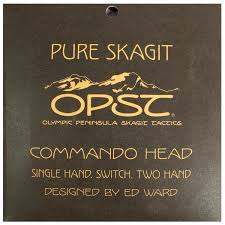 PURE SKAGIT
OPST
OLYMPIC PENINSULA SKAGIT TACTICS
COMMANDO HEAD
SINGLE HAND, SWITCH, TWO HAND
DESIGNED BY ED WARD